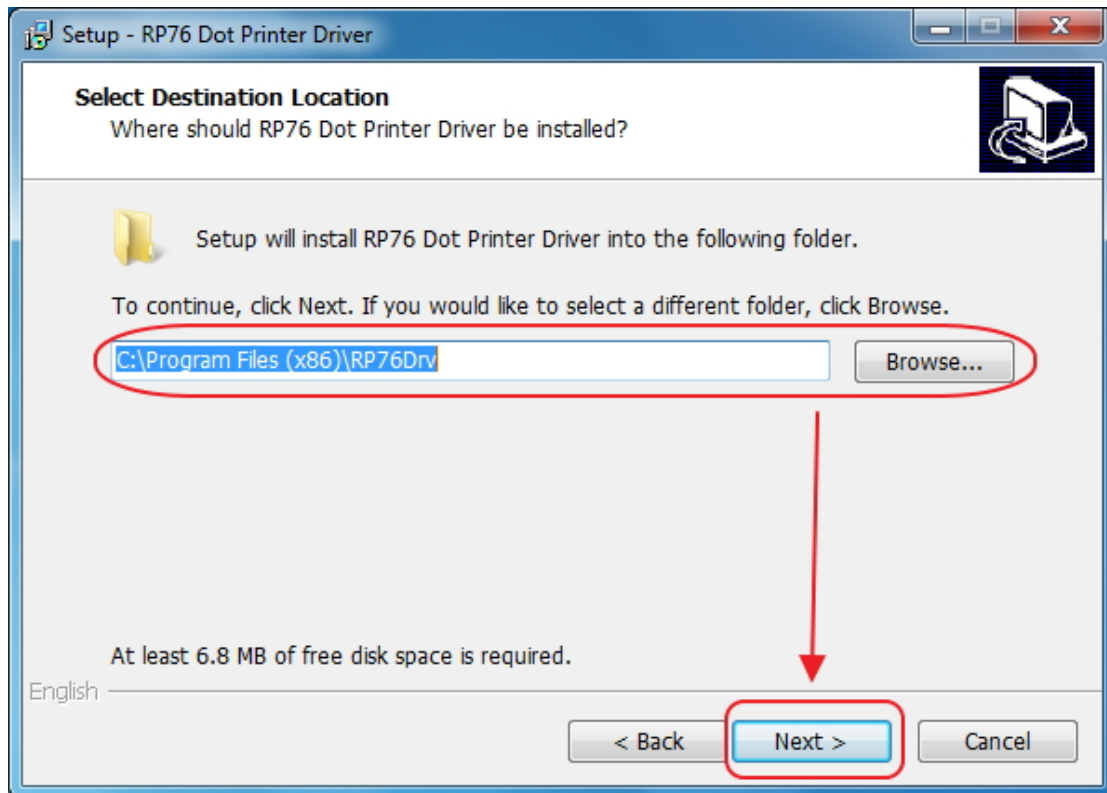 Setup - RP76 Dot Printer Driver
Select Destination Location
Where should RP76 Dot Printer Driver be installed?
Setup will install RP76 Dot Printer Driver into the following folder.
To continue, click Next. If you would like to select a different folder, click Browse.
C:\Program Files (x86)\RP76Drv
Browse...
At least 6.8 MB of free disk space is required.
English
< Back
Next >
Cancel